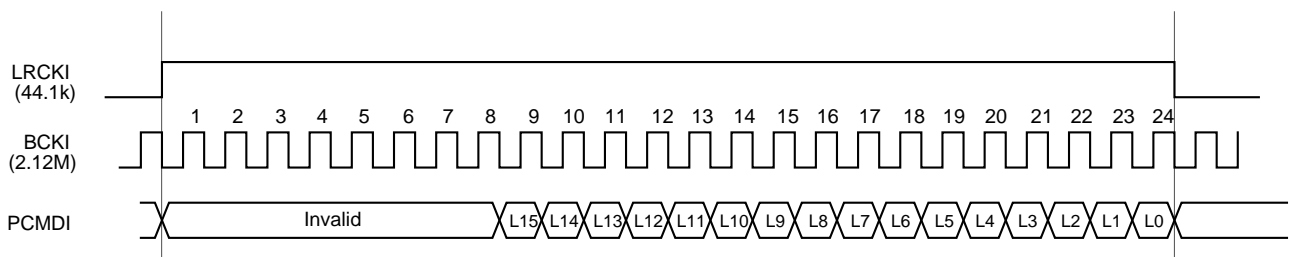 LRCKI
(44.1k)
1 2 3 4 5 6 7 8 9 10 11 12 13 14 15 16 17 18 19 20 21 22 23 24
BCKI
(2.12M)
PCMDI Invalid L15 L14 L13 L12 L11 L10 L9 L8 L7 L6 L5 L4 L3 L2 L1 L0